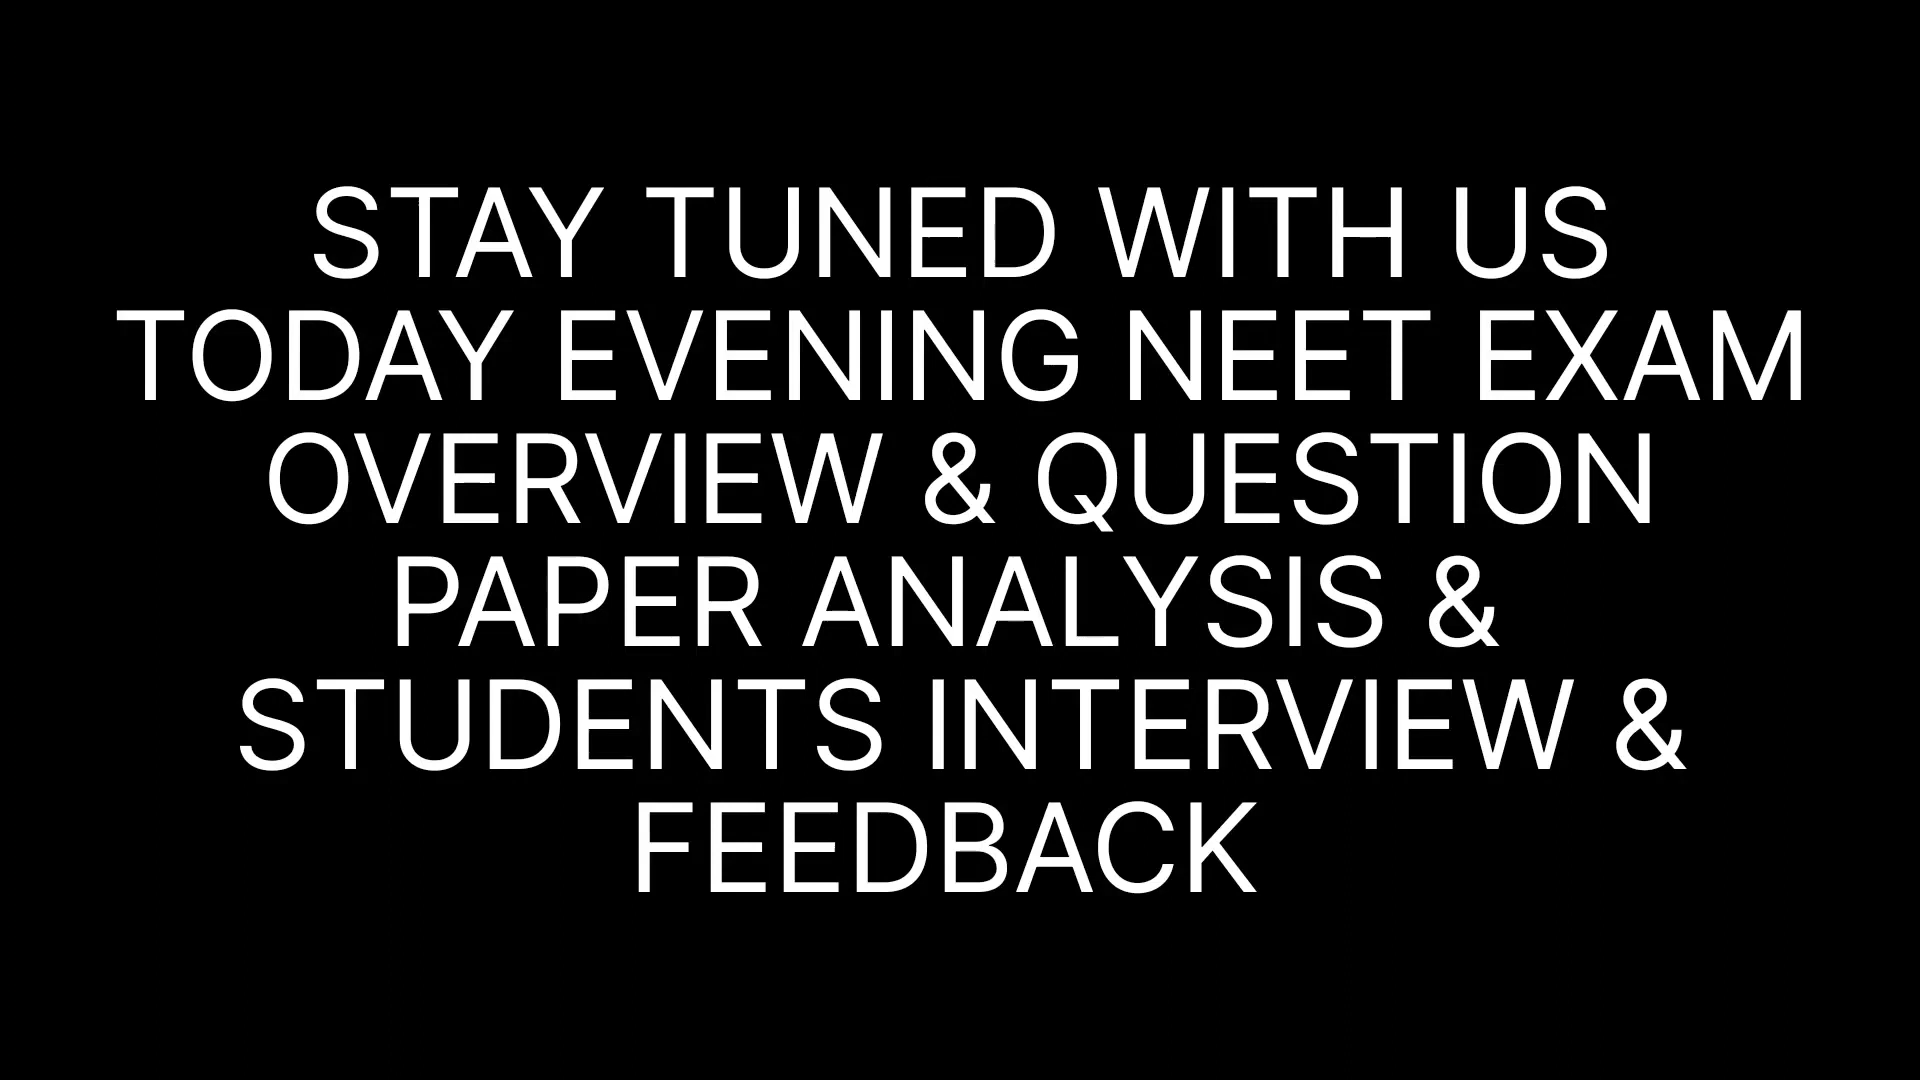 STAY TUNED WITH US
TODAY EVENING NEET EXAM
OVERVIEW & QUESTION
PAPER ANALYSIS &
STUDENTS INTERVIEW &
FEEDBACK